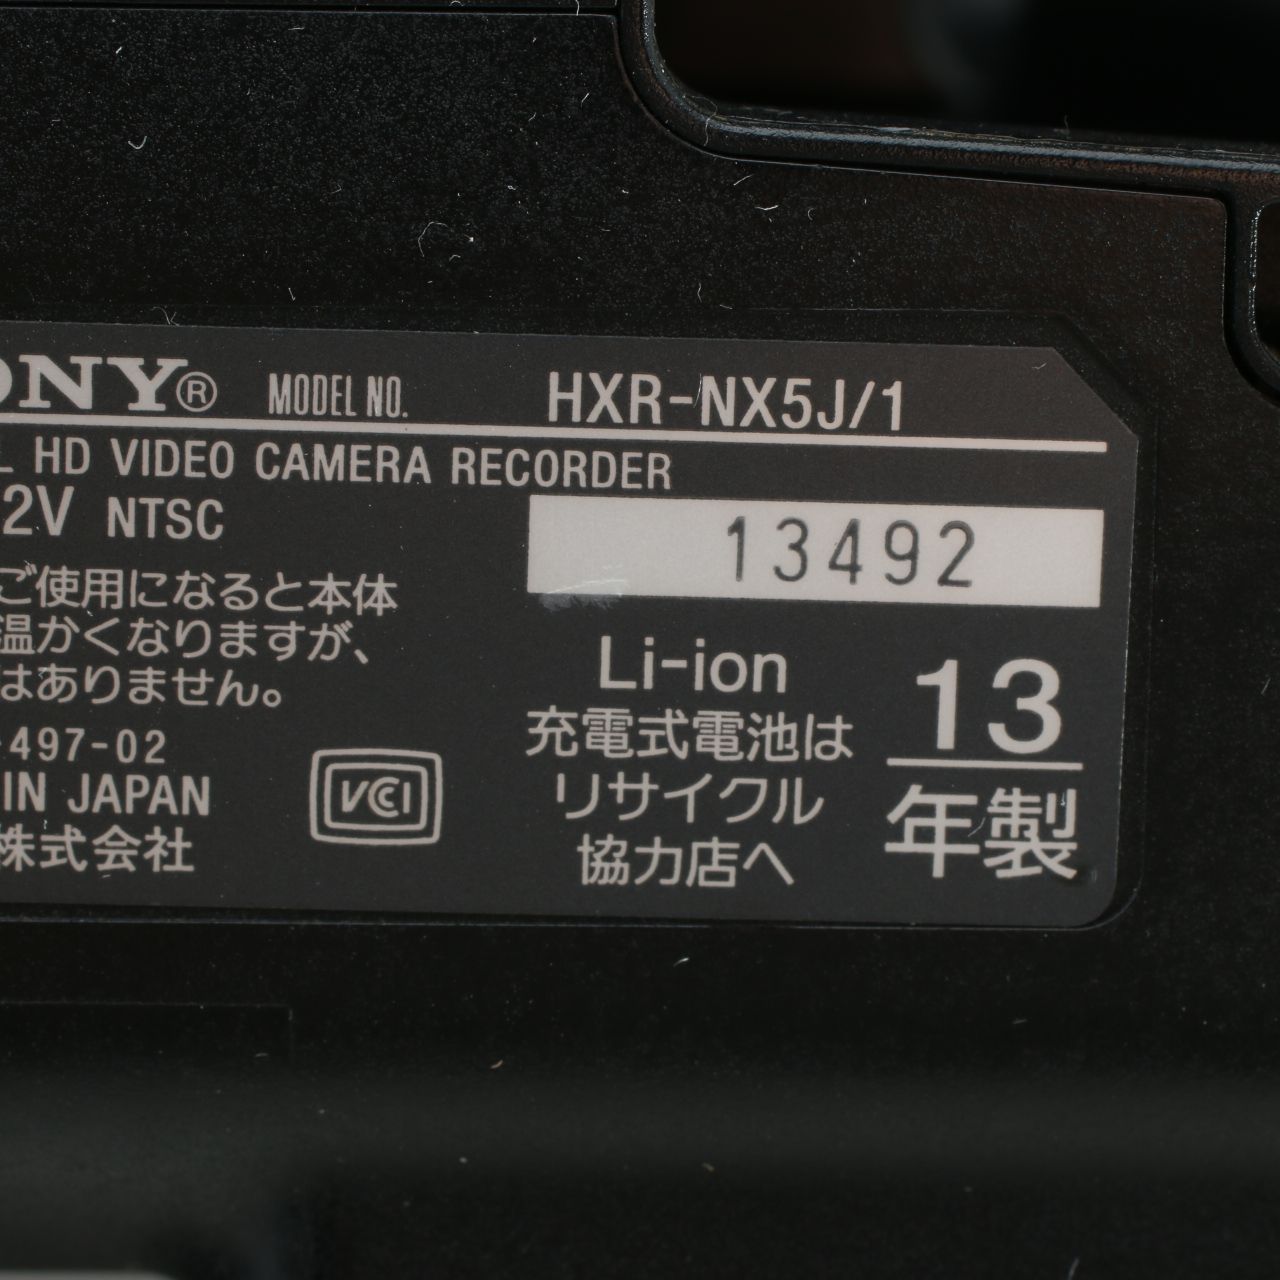 ONY® MODEL NO. HXR-NX5J/1
L HD VIDEO CAMERA RECORDER
2V NTSC
13492
ご使用になると本体
温かくなりますが、
はありません。
-497-02
IN JAPAN
株式会社
VCCI
Li-ion
充電式電池は
リサイクル
協力店へ
13
年製